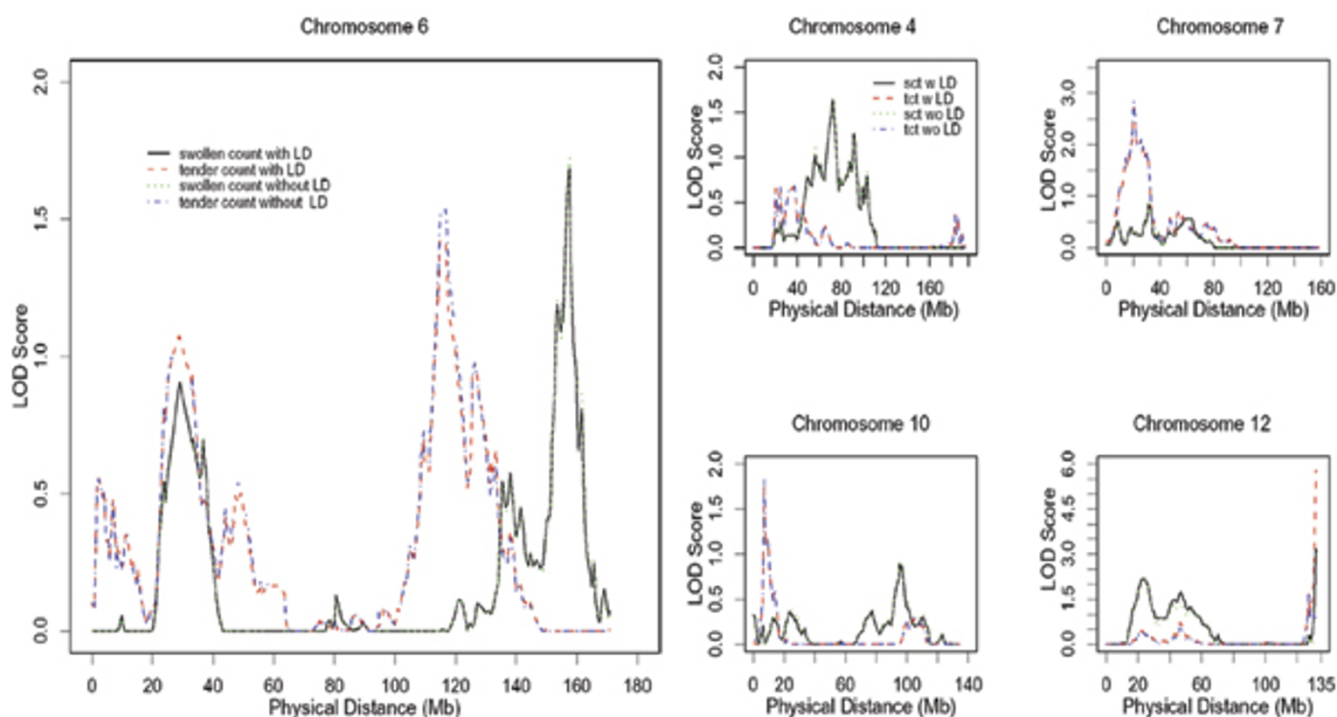 Chromosome 6
2.0
1.5
1.0
0.5
0.0
LOD Score
swollen count with LD
tender count with LD
swollen count without LD
tender count without LD
0 20 40 60 80 100 120 140 160 180
Physical Distance (Mb)
Chromosome 4
2.0
1.5
1.0
0.5
0.0
LOD Score
sct w LD
tct w LD
sct wo LD
tct wo LD
0 40 80 120 160
Physical Distance (Mb)
Chromosome 7
3.0
2.0
1.0
0.0
LOD Score
0 40 80 120 160
Physical Distance (Mb)
Chromosome 10
2.0
1.5
1.0
0.5
0.0
LOD Score
0 20 60 100 140
Physical Distance (Mb)
Chromosome 12
6.0
4.5
3.0
1.5
0.0
LOD Score
0 20 60 100 135
Physical Distance (Mb)